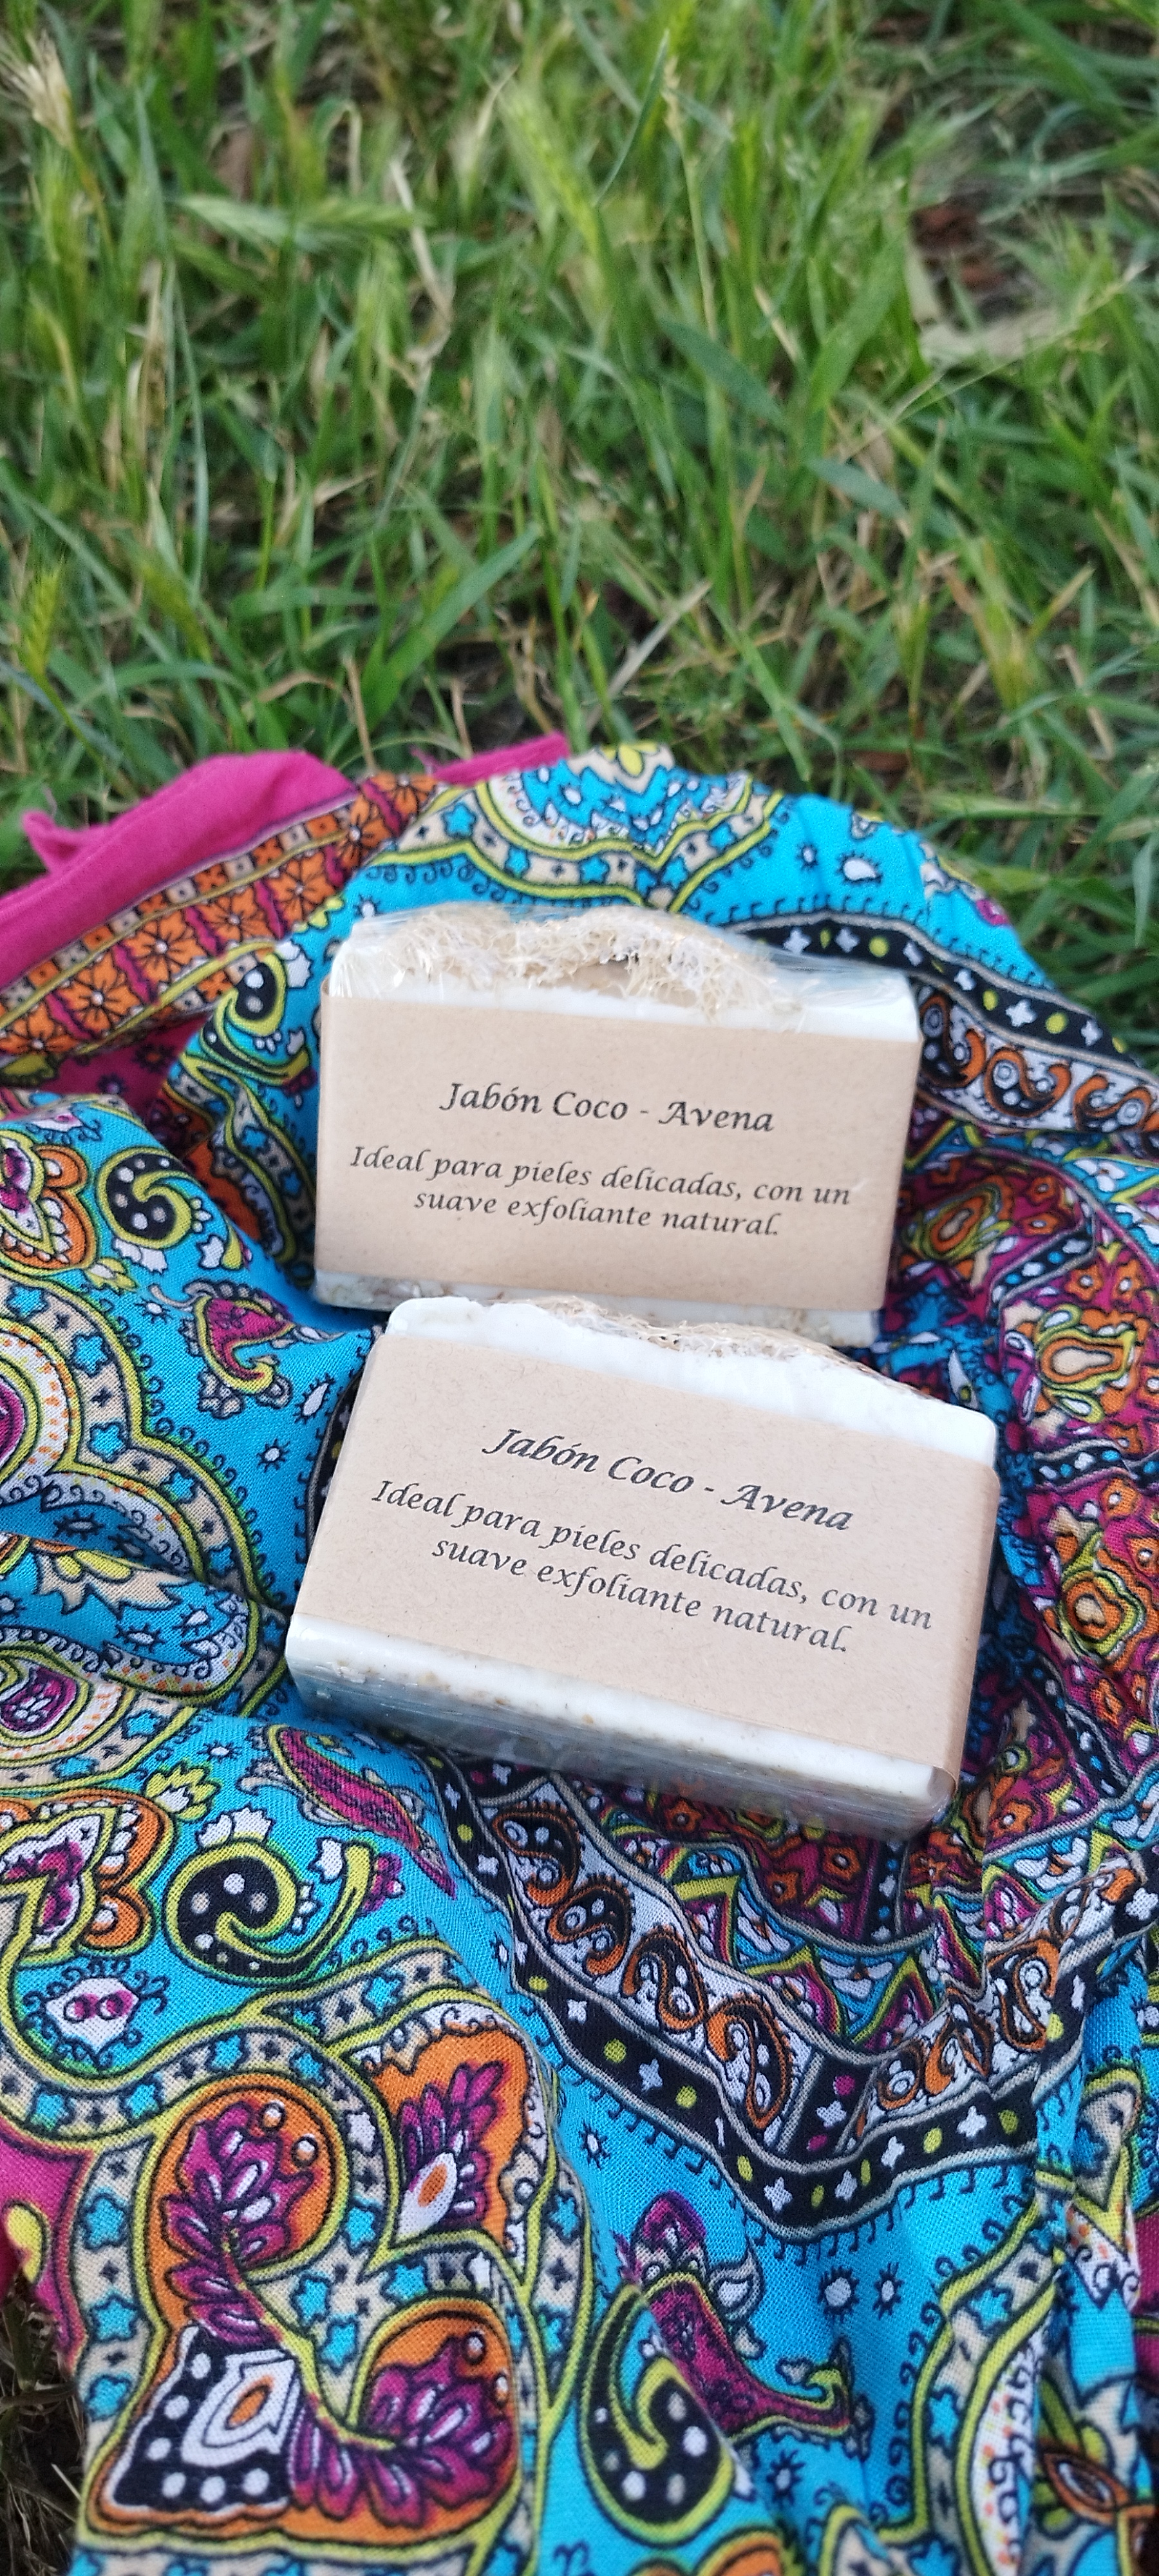 Jabón Coco - Avena
Ideal para pieles delicadas, con un
suave exfoliante natural.
Jabón Coco - Avena
Ideal para pieles delicadas, con un
suave exfoliante natural.